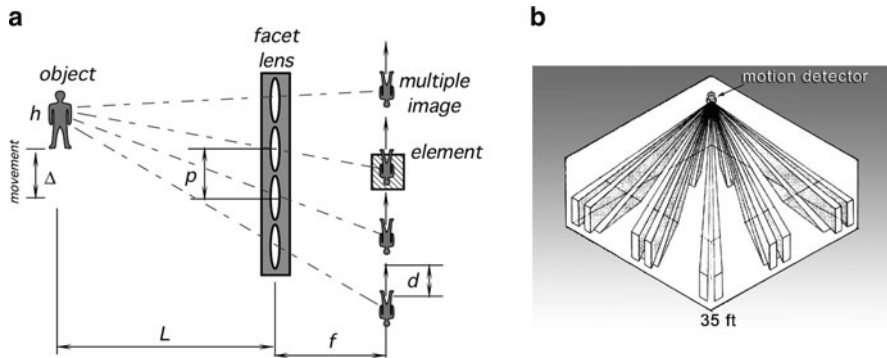 a
object
h
movement
Δ
facet
lens
p
multiple
image
element
d
L
f
b
motion detector
35 ft